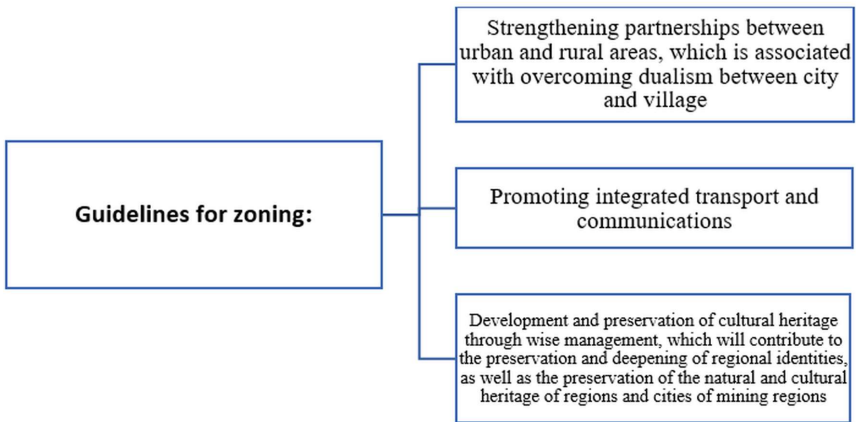 Strengthening partnerships between
urban and rural areas, which is associated
with overcoming dualism between city
and village
Guidelines for zoning:
Promoting integrated transport and
communications
Development and preservation of cultural heritage
through wise management, which will contribute to
the preservation and deepening of regional identities,
as well as the preservation of the natural and cultural
heritage of regions and cities of mining regions